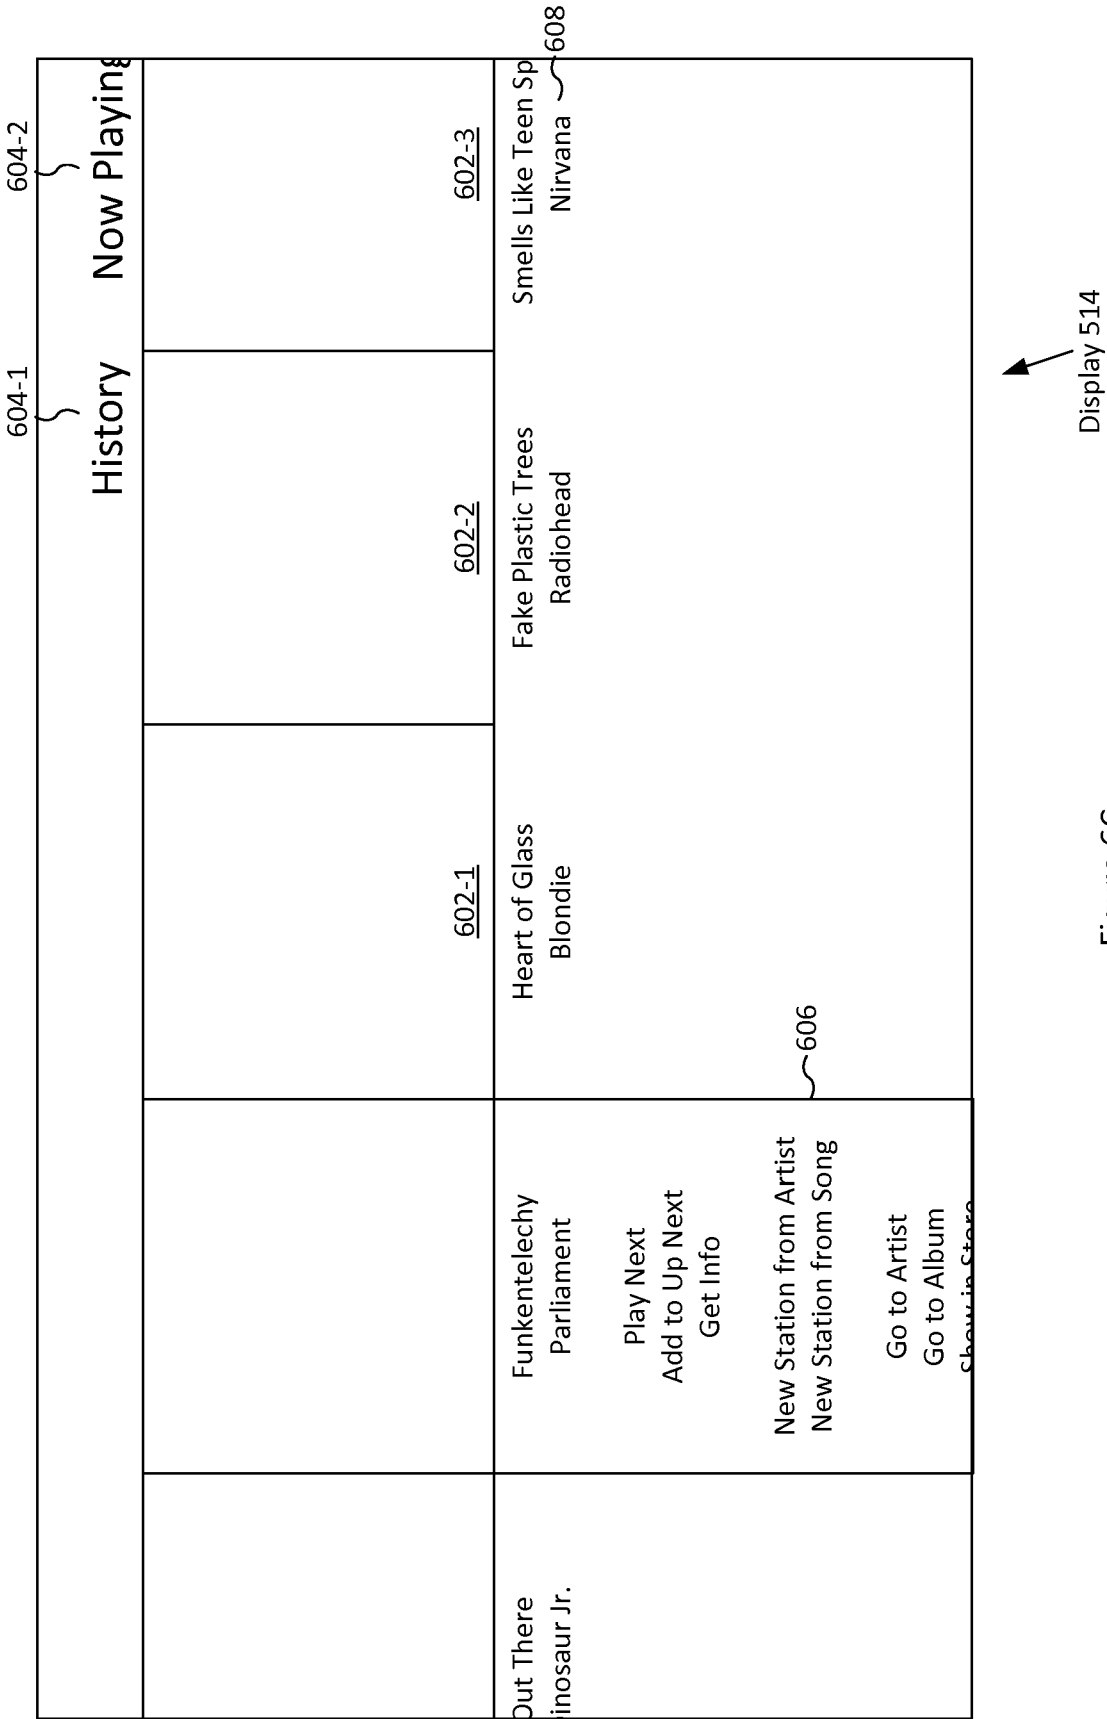 604-1
604-2
History
Now Playing
602-1
602-2
602-3
Out There
inosaur Jr.
Funkentelechy
Parliament
Heart of Glass
Blondie
Fake Plastic Trees
Radiohead
Smells Like Teen Sp
Nirvana
608
Play Next
Add to Up Next
Get Info
New Station from Artist
New Station from Song
606
Go to Artist
Go to Album
Show in Store
Display 514